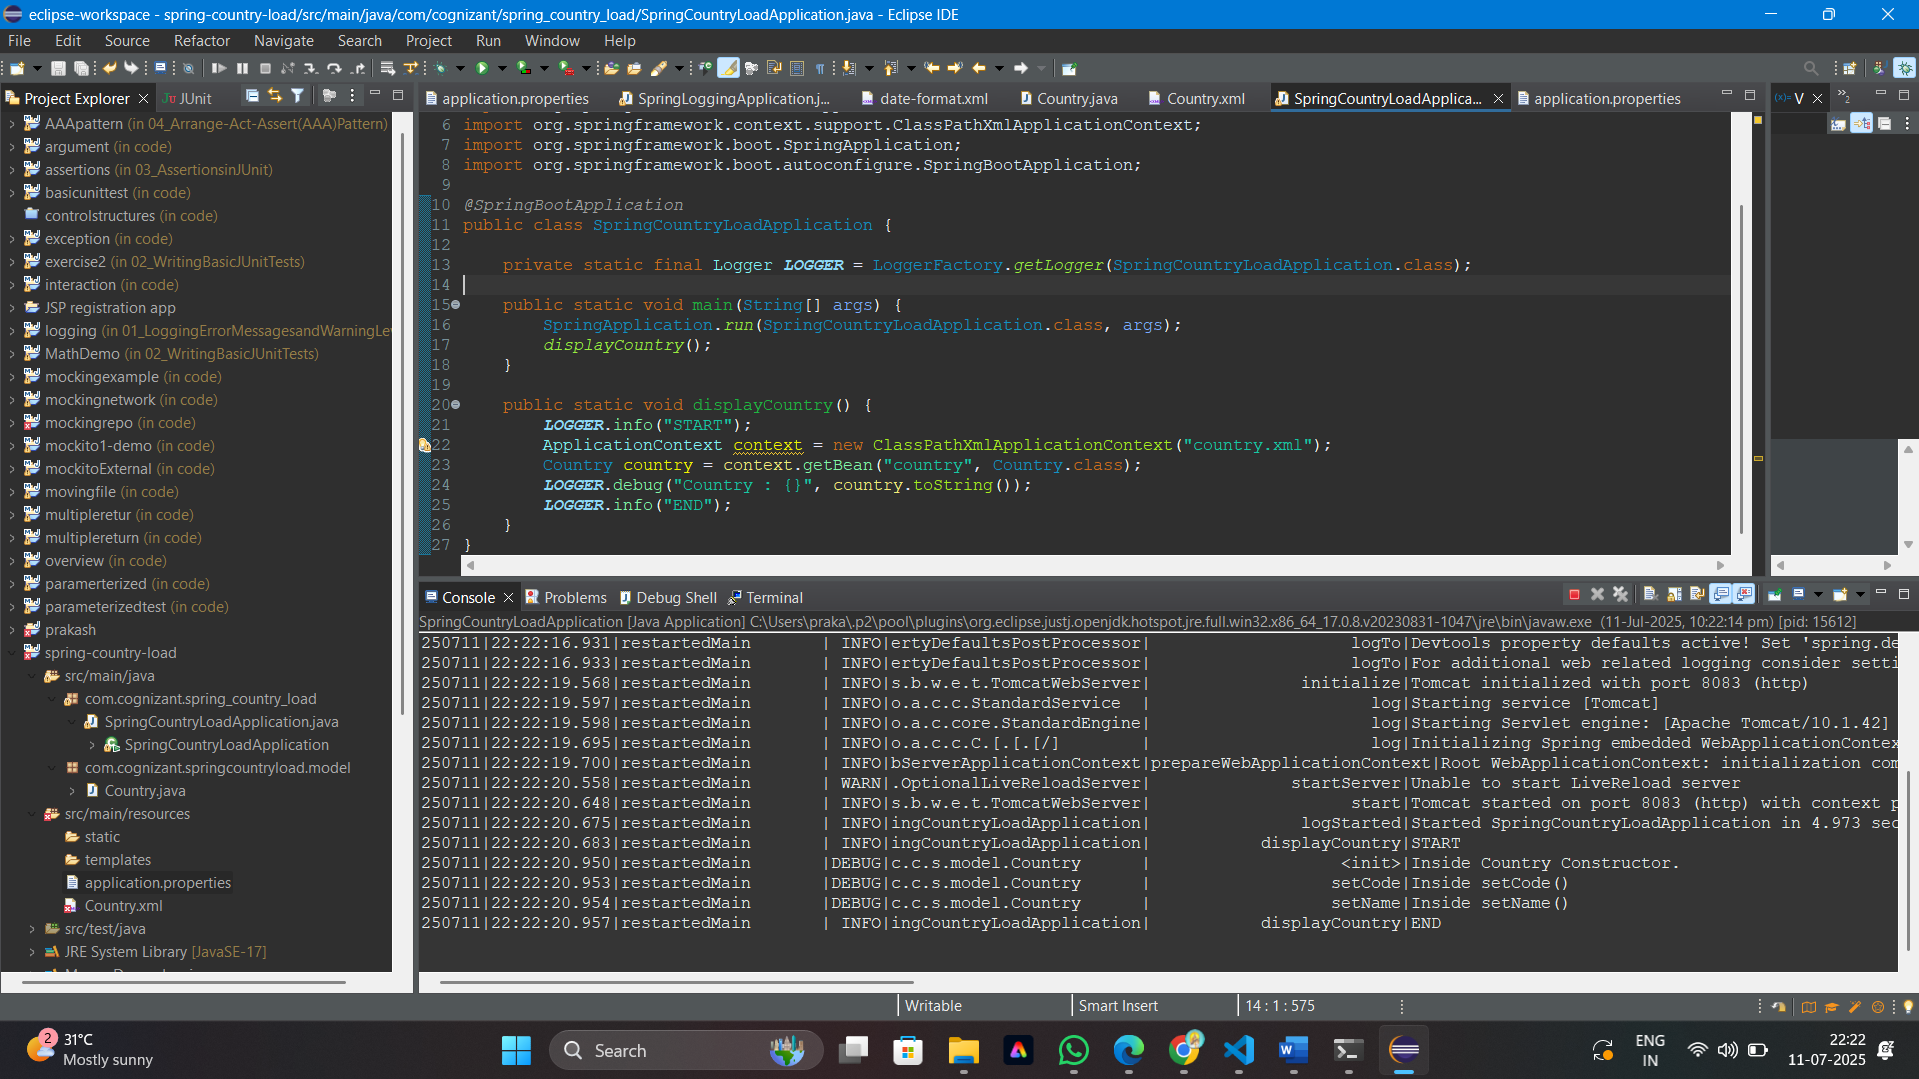 eclipse-workspace - spring-country-load/src/main/java/com/cognizant/spring_country_load/SpringCountryLoadApplication.java - Eclipse IDE
File Edit Source Refactor Navigate Search Project Run Window Help
Project Explorer
JUnit
AAApattern (in 04_Arrange-Act-Assert(AAA)Pattern)
argument (in code)
assertions (in 03_AssertionsinJUnit)
basicunittest (in code)
controlstructures (in code)
exception (in code)
exercise2 (in 02_WritingBasicJUnitTests)
interaction (in code)
JSP registration app
logging (in 01_LoggingErrorMessagesandWarningLe
MathDemo (in 02_WritingBasicJUnitTests)
mockingexample (in code)
mockingnetwork (in code)
mockingrepo (in code)
mockito1-demo (in code)
mockitoExternal (in code)
movingfile (in code)
multipleretur (in code)
multiplereturn (in code)
overview (in code)
paramerterized (in code)
parameterizedtest (in code)
prakash
spring-country-load
src/main/java
com.cognizant.spring_country_load
SpringCountryLoadApplication.java
SpringCountryLoadApplication
com.cognizant.springcountryload.model
Country.java
src/main/resources
static
templates
application.properties
Country.xml
src/test/java
JRE System Library [JavaSE-17]
application.properties
SpringLoggingApplication.j...
date-format.xml
Country.java
Country.xml
SpringCountryLoadApplica...
application.properties
(x)= V
»2
6 import org.springframework.context.support.ClassPathXmlApplicationContext;
7 import org.springframework.boot.SpringApplication;
8 import org.springframework.boot.autoconfigure.SpringBootApplication;
9
10 @SpringBootApplication
11 public class SpringCountryLoadApplication {
12
13 private static final Logger LOGGER = LoggerFactory.getLogger(SpringCountryLoadApplication.class);
14
15 public static void main(String[] args) {
16 SpringApplication.run(SpringCountryLoadApplication.class, args);
17 displayCountry();
18 }
19
20 public static void displayCountry() {
21 LOGGER.info("START");
22 ApplicationContext context = new ClassPathXmlApplicationContext("country.xml");
23 Country country = context.getBean("country", Country.class);
24 LOGGER.debug("Country : {}", country.toString());
25 LOGGER.info("END");
26 }
27 }
Console
Problems
Debug Shell
Terminal
SpringCountryLoadApplication [Java Application] C:\Users\praka\.p2\pool\plugins\org.eclipse.justj.openjdk.hotspot.jre.full.win32.x86_64_17.0.8.v20230831-1047\jre\bin\javaw.exe (11-Jul-2025, 10:22:14 pm) [pid: 15612]
250711|22:22:16.931|restartedMain | INFO|ertyDefaultsPostProcessor| logTo|Devtools property defaults active! Set 'spring.de
250711|22:22:16.933|restartedMain | INFO|ertyDefaultsPostProcessor| logTo|For additional web related logging consider setti
250711|22:22:19.568|restartedMain | INFO|s.b.w.e.t.TomcatWebServer| initialize|Tomcat initialized with port 8083 (http)
250711|22:22:19.597|restartedMain | INFO|o.a.c.c.StandardService | log|Starting service [Tomcat]
250711|22:22:19.598|restartedMain | INFO|o.a.c.core.StandardEngine| log|Starting Servlet engine: [Apache Tomcat/10.1.42]
250711|22:22:19.695|restartedMain | INFO|o.a.c.c.C.[.[.[/] | log|Initializing Spring embedded WebApplicationContex
250711|22:22:19.700|restartedMain | INFO|bServerApplicationContext|prepareWebApplicationContext|Root WebApplicationContext: initialization com
250711|22:22:20.558|restartedMain | WARN|.OptionalLiveReloadServer| startServer|Unable to start LiveReload server
250711|22:22:20.648|restartedMain | INFO|s.b.w.e.t.TomcatWebServer| start|Tomcat started on port 8083 (http) with context p
250711|22:22:20.675|restartedMain | INFO|ingCountryLoadApplication| logStarted|Started SpringCountryLoadApplication in 4.973 sec
250711|22:22:20.683|restartedMain | INFO|ingCountryLoadApplication| displayCountry|START
250711|22:22:20.950|restartedMain |DEBUG|c.c.s.model.Country | <init>|Inside Country Constructor.
250711|22:22:20.953|restartedMain |DEBUG|c.c.s.model.Country | setCode|Inside setCode()
250711|22:22:20.954|restartedMain |DEBUG|c.c.s.model.Country | setName|Inside setName()
250711|22:22:20.957|restartedMain | INFO|ingCountryLoadApplication| displayCountry|END
Writable
Smart Insert
14 : 1 : 575
2
31°C
Mostly sunny
Search
ENG
IN
22:22
11-07-2025